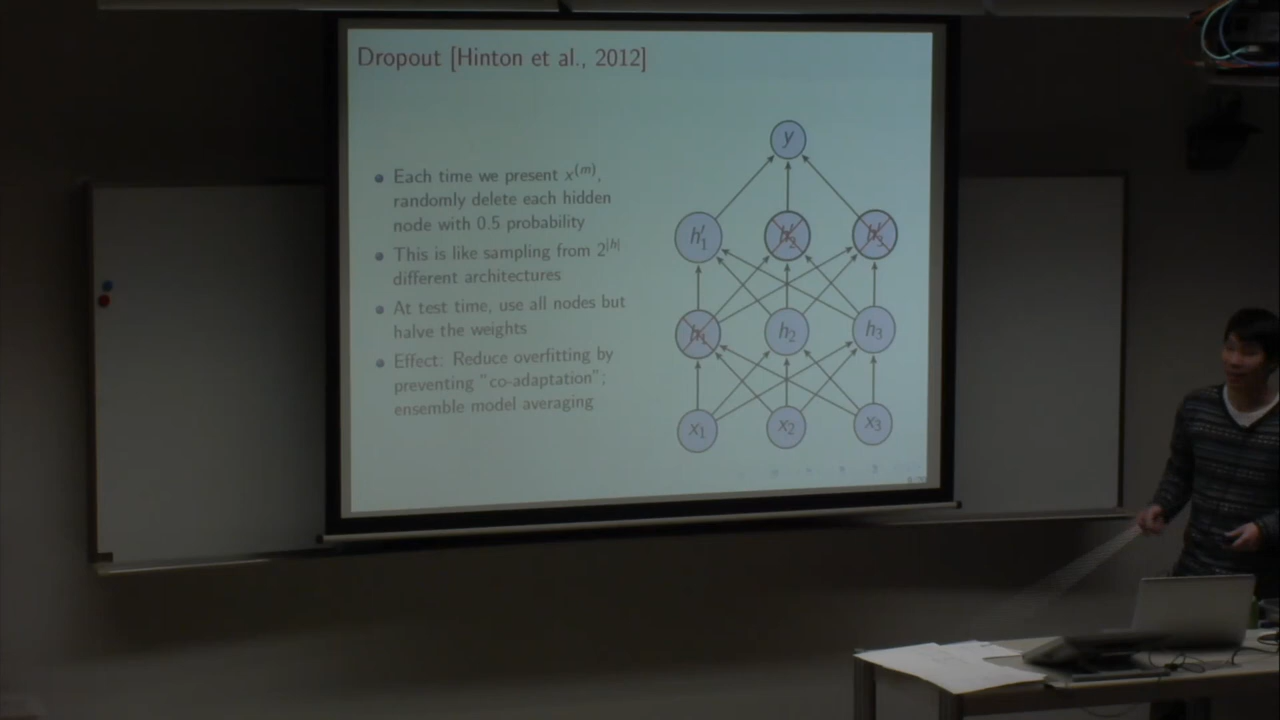 Dropout [Hinton et al., 2012]
Each time we present x^(m),
randomly delete each hidden
node with 0.5 probability
This is like sampling from 2^|h|
different architectures
At test time, use all nodes but
halve the weights
Effect: Reduce overfitting by
preventing "co-adaptation";
ensemble model averaging
y
h'₁ h'₂ h'₃
h₁ h₂ h₃
x₁ x₂ x₃